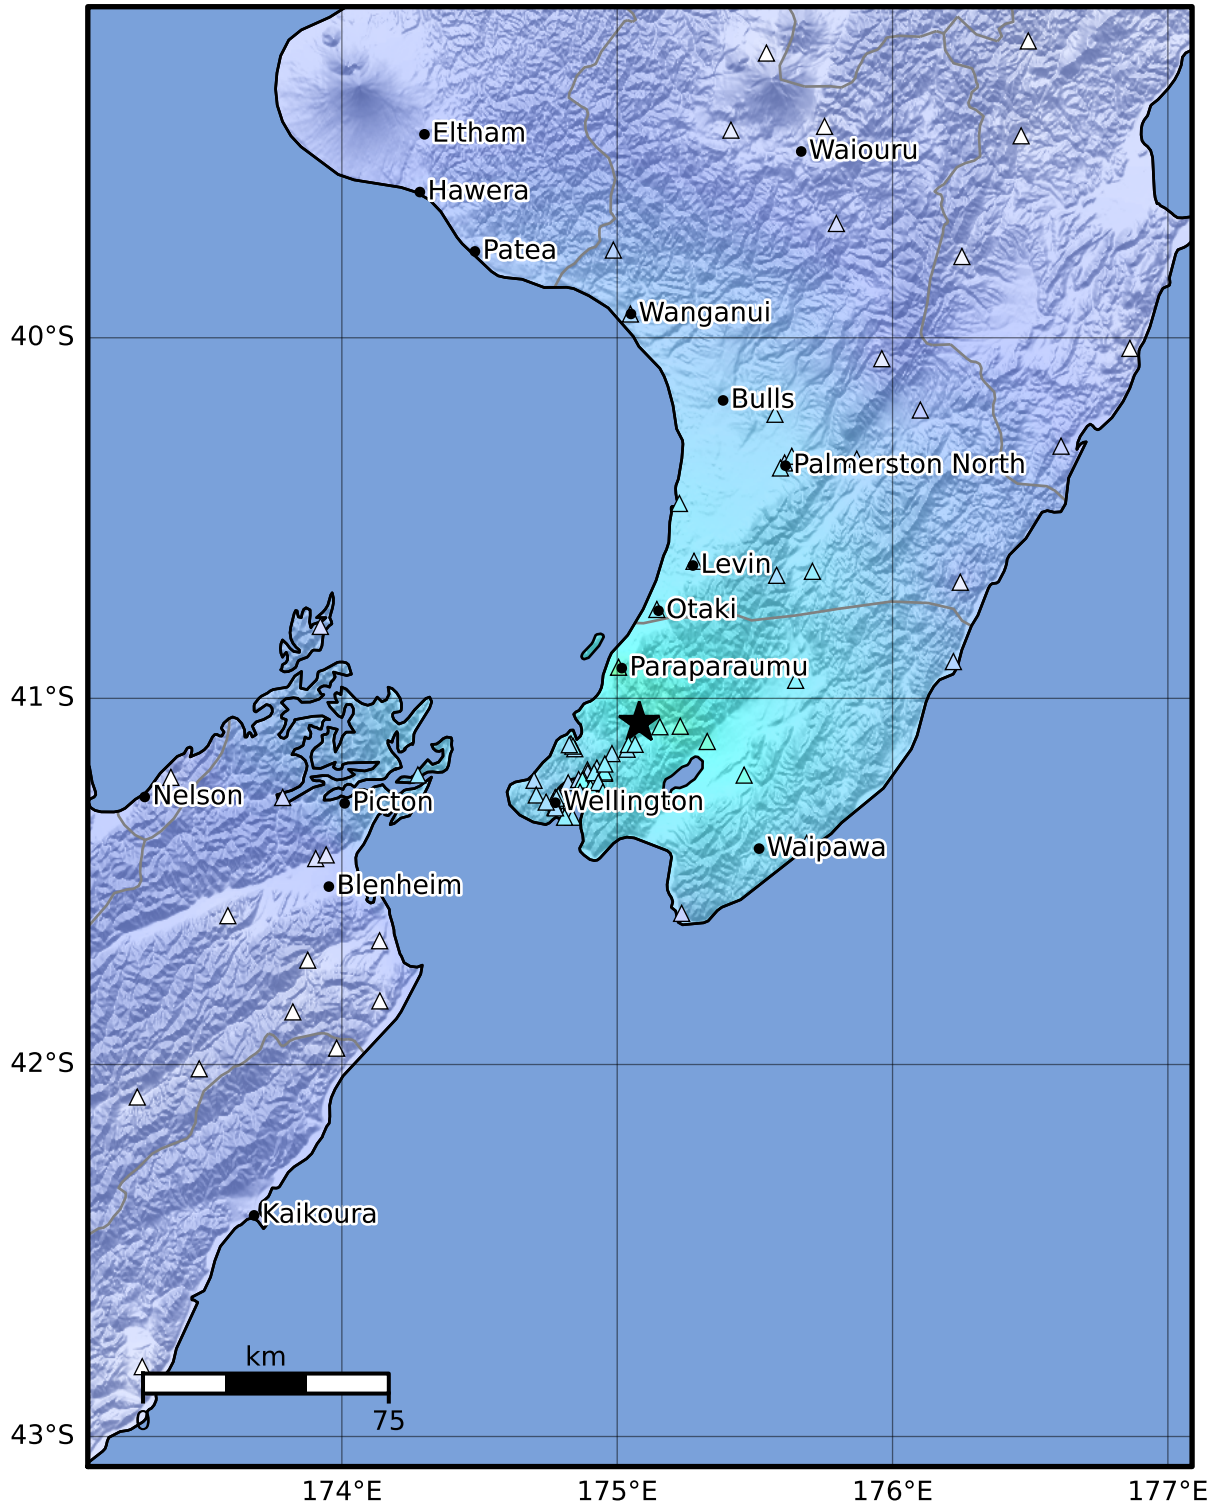 Eltham
Waiouru
Hawera
Patea
Wanganui
40°S
Bulls
Palmerston North
Levin
Otaki
Paraparaumu
41°S
Nelson
Picton
Wellington
Waipawa
Blenheim
42°S
Kaikoura
km
0
75
43°S
174°E
175°E
176°E
177°E